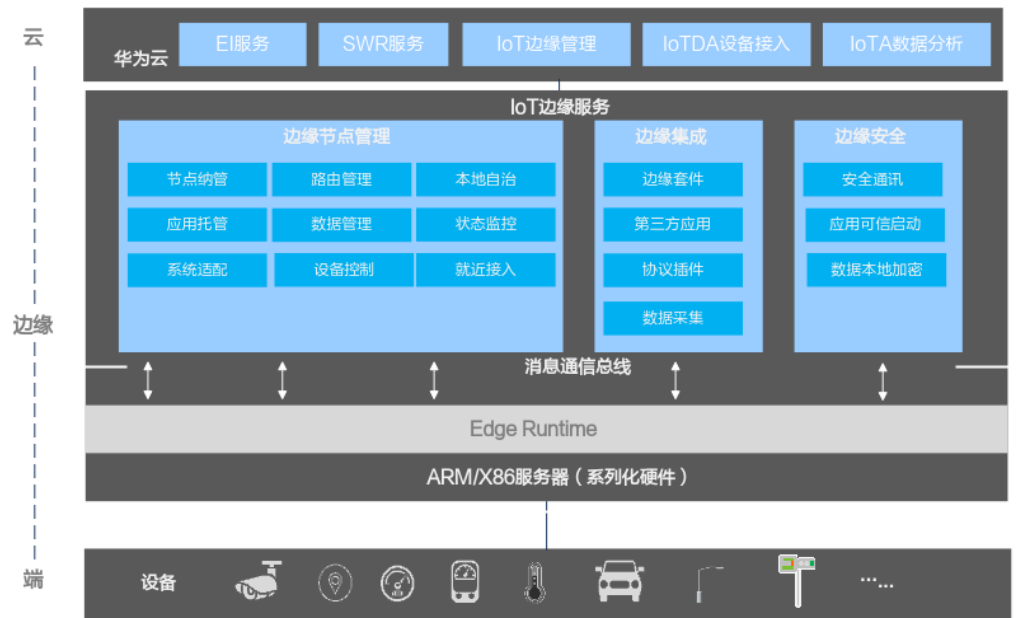 云
华为云
EI服务
SWR服务
IoT边缘管理
IoTDA设备接入
IoTA数据分析
IoT边缘服务
边缘节点管理
边缘集成
边缘安全
节点纳管
路由管理
本地自治
边缘套件
安全通讯
应用托管
数据管理
状态监控
第三方应用
应用可信启动
系统适配
设备控制
就近接入
协议插件
数据本地加密
数据采集
边缘
消息通信总线
Edge Runtime
ARM/X86服务器（系列化硬件）
端
设备
......